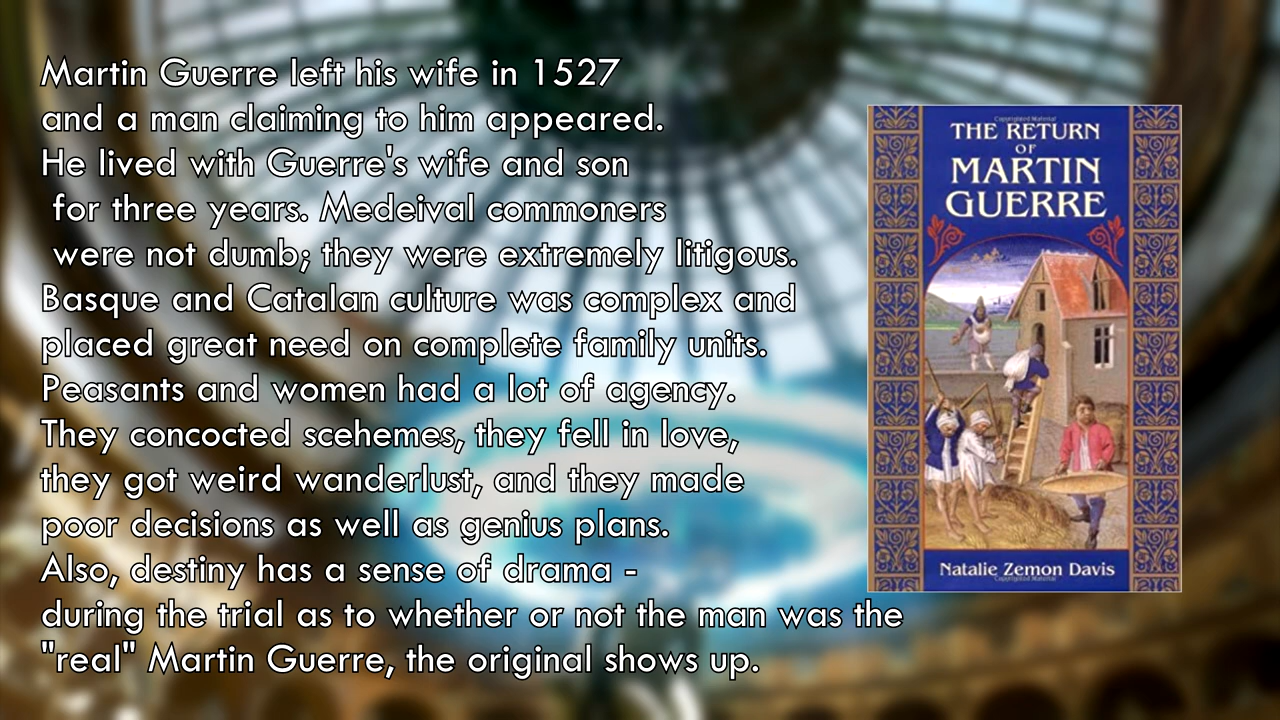 Martin Guerre left his wife in 1527
and a man claiming to him appeared.
He lived with Guerre's wife and son
for three years. Medeival commoners
were not dumb; they were extremely litigous.
Basque and Catalan culture was complex and
placed great need on complete family units.
Peasants and women had a lot of agency.
They concocted scehemes, they fell in love,
they got weird wanderlust, and they made
poor decisions as well as genius plans.
Also, destiny has a sense of drama -
during the trial as to whether or not the man was the
"real" Martin Guerre, the original shows up.
Copyrighted Material
THE RETURN
OF
MARTIN
GUERRE
Natalie Zemon Davis
Copyrighted Material